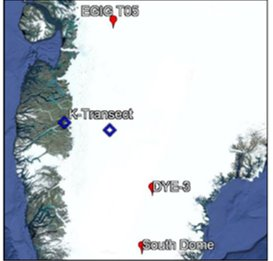 EGIG T05
K-Transect
DYE-3
South Dome